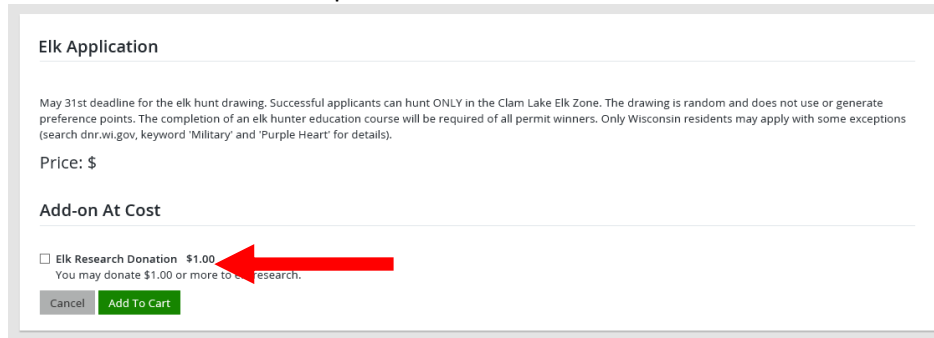 Elk Application
May 31st deadline for the elk hunt drawing. Successful applicants can hunt ONLY in the Clam Lake Elk Zone. The drawing is random and does not use or generate
preference points. The completion of an elk hunter education course will be required of all permit winners. Only Wisconsin residents may apply with some exceptions
(search dnr.wi.gov, keyword 'Military' and 'Purple Heart' for details).
Price: $
Add-on At Cost
Elk Research Donation $1.00
You may donate $1.00 or more to research.
Cancel Add To Cart